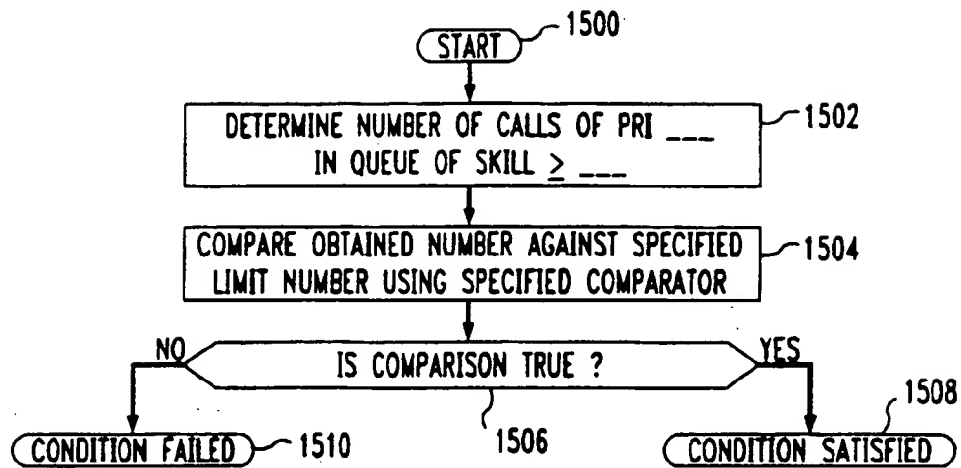 START
1500
DETERMINE NUMBER OF CALLS OF PRI ___
IN QUEUE OF SKILL ≥ ___
1502
COMPARE OBTAINED NUMBER AGAINST SPECIFIED
LIMIT NUMBER USING SPECIFIED COMPARATOR
1504
NO
IS COMPARISON TRUE ?
YES
1506
CONDITION FAILED
1510
CONDITION SATISFIED
1508